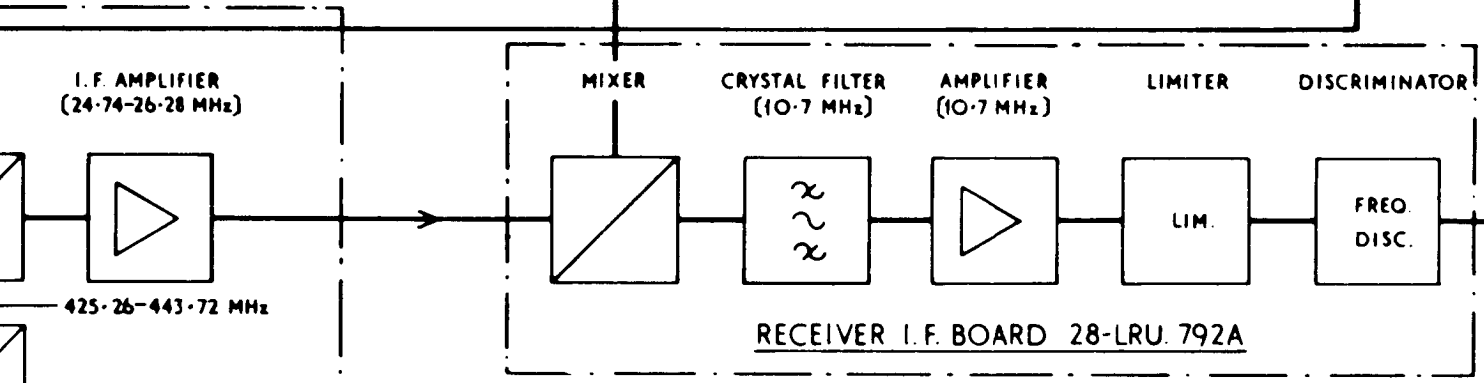 I.F. AMPLIFIER
(24·74-26·28 MHz)
MIXER
CRYSTAL FILTER
(10·7 MHz)
AMPLIFIER
(10·7 MHz)
LIMITER
DISCRIMINATOR
LIM.
FREQ.
DISC.
425·26-443·72 MHz
RECEIVER I.F. BOARD 28-LRU. 792A